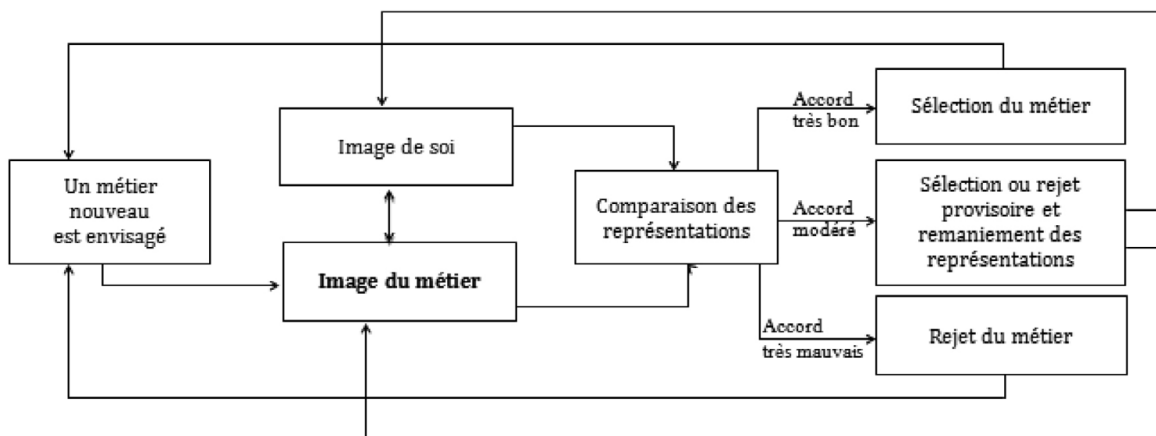 Un métier
nouveau
est envisagé
Image de soi
Image du métier
Comparaison des
représentations
Accord
très bon
Accord
modéré
Accord
très mauvais
Sélection du métier
Sélection ou rejet
provisoire et
remaniement des
représentations
Rejet du métier